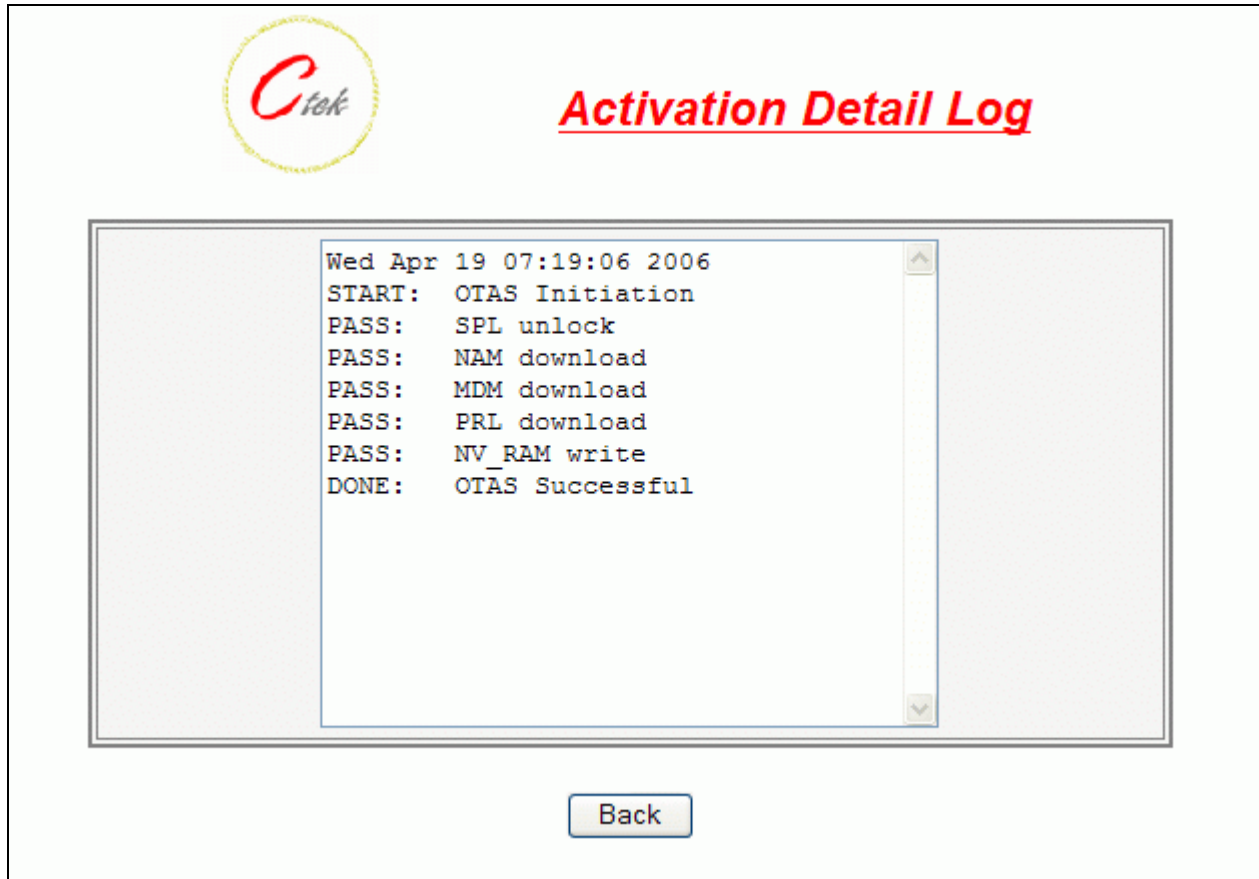 Ctek
Activation Detail Log
Wed Apr 19 07:19:06 2006
START:  OTAS Initiation
PASS:   SPL unlock
PASS:   NAM download
PASS:   MDM download
PASS:   PRL download
PASS:   NV_RAM write
DONE:   OTAS Successful
Back